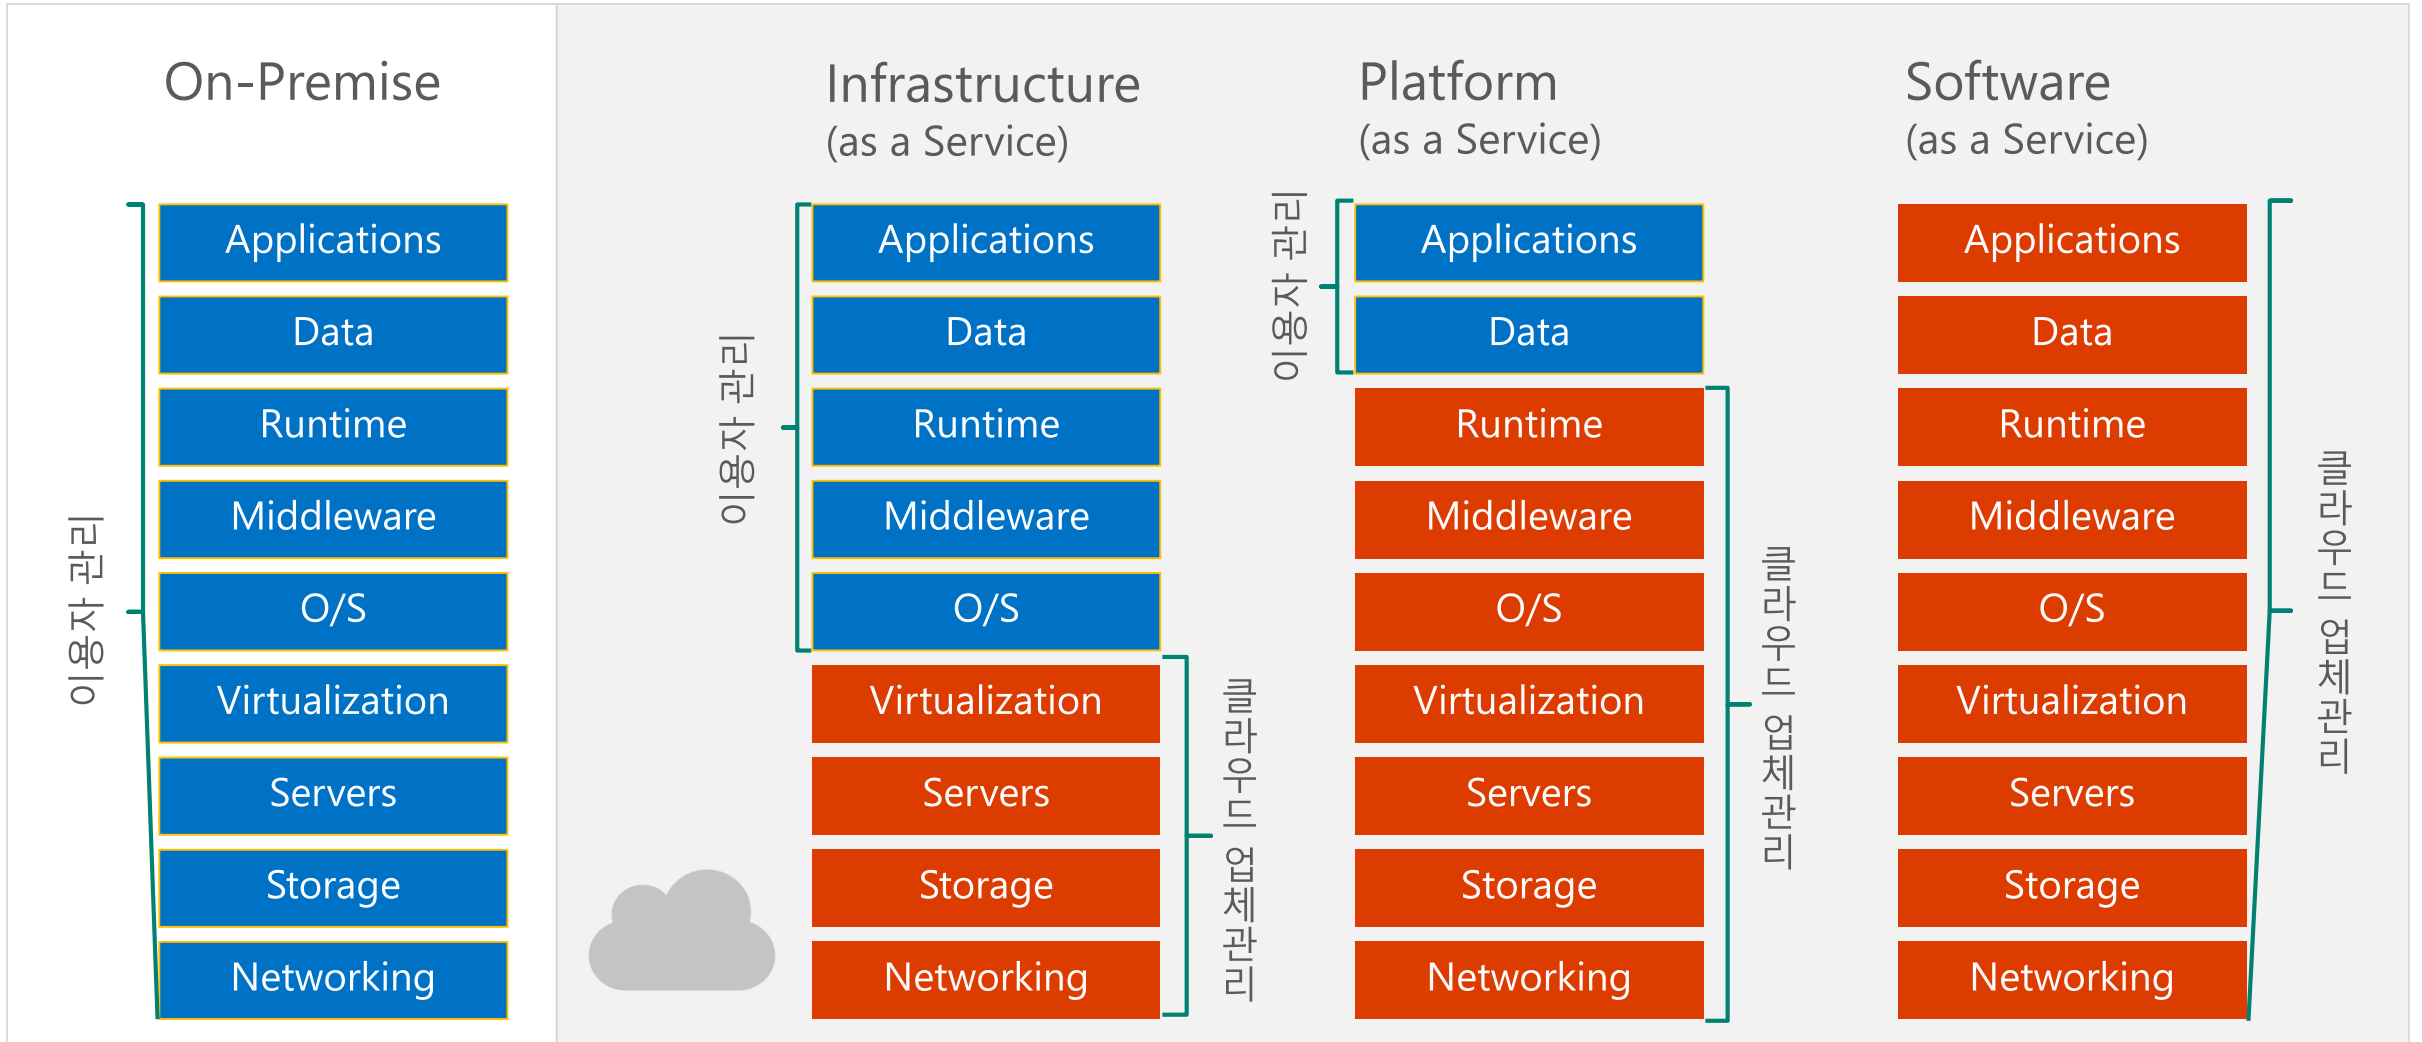 On-Premise
이용자 관리
Applications
Data
Runtime
Middleware
O/S
Virtualization
Servers
Storage
Networking
Infrastructure
(as a Service)
이용자 관리
Applications
Data
Runtime
Middleware
O/S
Virtualization
Servers
Storage
Networking
클라우드 업체관리
Platform
(as a Service)
이용자 관리
Applications
Data
Runtime
Middleware
O/S
Virtualization
Servers
Storage
Networking
클라우드 업체관리
Software
(as a Service)
Applications
Data
Runtime
Middleware
O/S
Virtualization
Servers
Storage
Networking
클라우드 업체관리